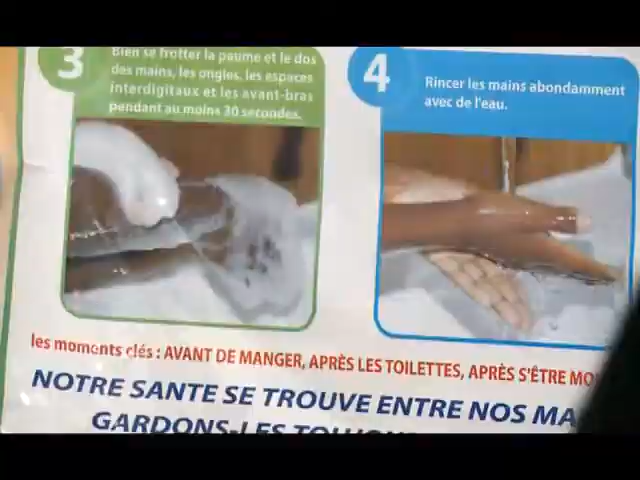 3
Bien se frotter la paume et le dos
des mains, les ongles, les espaces
interdigitaux et les avant-bras
pendant au moins 30 secondes.
4
Rincer les mains abondamment
avec de l'eau.
les moments clés : AVANT DE MANGER, APRÈS LES TOILETTES, APRÈS S'ÊTRE
NOTRE SANTE SE TROUVE ENTRE NOS
GARDONS-LES